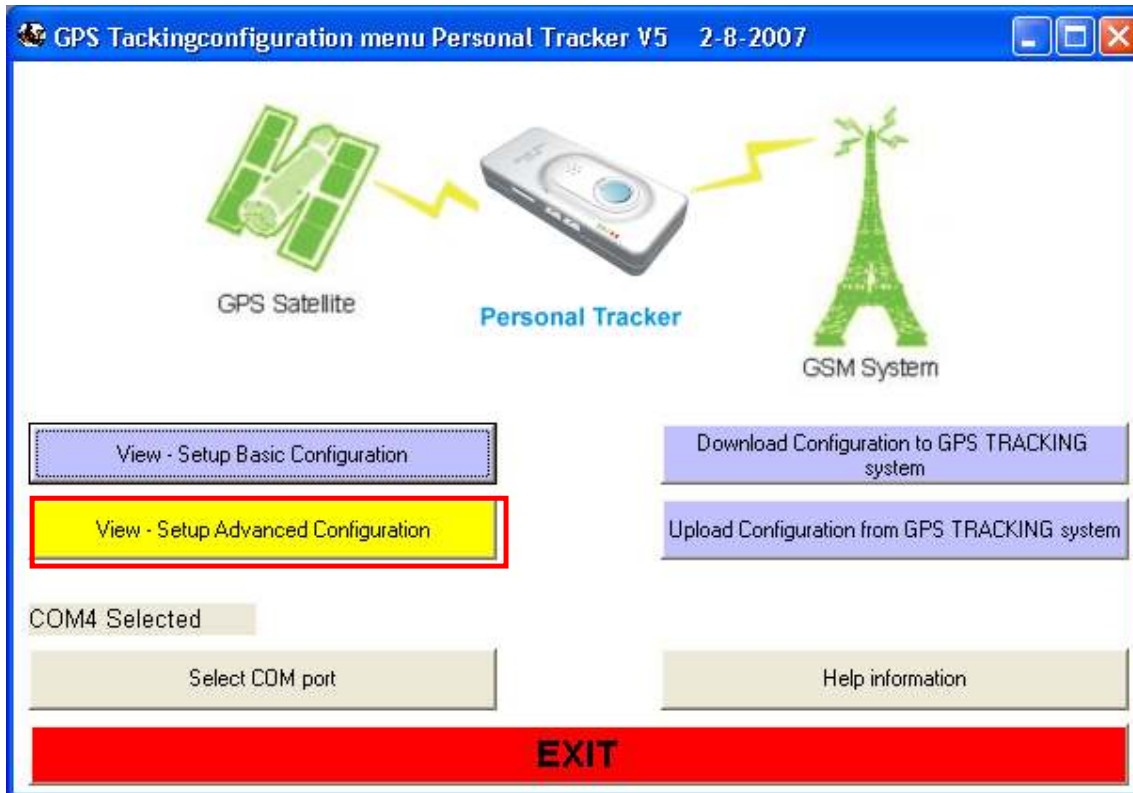 GPS Tackingconfiguration menu Personal Tracker V5 2-8-2007
GPS Satellite
Personal Tracker
GSM System
View - Setup Basic Configuration
Download Configuration to GPS TRACKING
system
View - Setup Advanced Configuration
Upload Configuration from GPS TRACKING system
COM4 Selected
Select COM port
Help information
EXIT